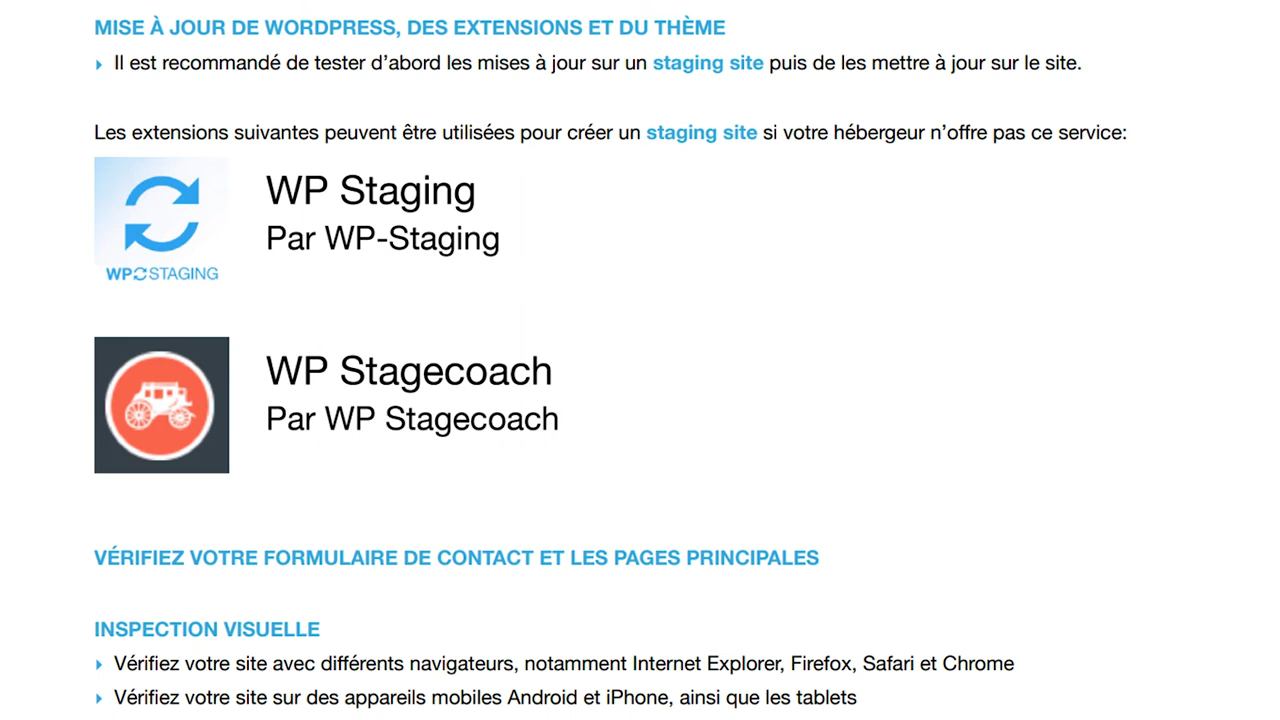 MISE À JOUR DE WORDPRESS, DES EXTENSIONS ET DU THÈME
Il est recommandé de tester d’abord les mises à jour sur un staging site puis de les mettre à jour sur le site.
Les extensions suivantes peuvent être utilisées pour créer un staging site si votre hébergeur n’offre pas ce service:
WP Staging
Par WP-Staging
WP STAGING
WP Stagecoach
Par WP Stagecoach
VÉRIFIEZ VOTRE FORMULAIRE DE CONTACT ET LES PAGES PRINCIPALES
INSPECTION VISUELLE
Vérifiez votre site avec différents navigateurs, notamment Internet Explorer, Firefox, Safari et Chrome
Vérifiez votre site sur des appareils mobiles Android et iPhone, ainsi que les tablets